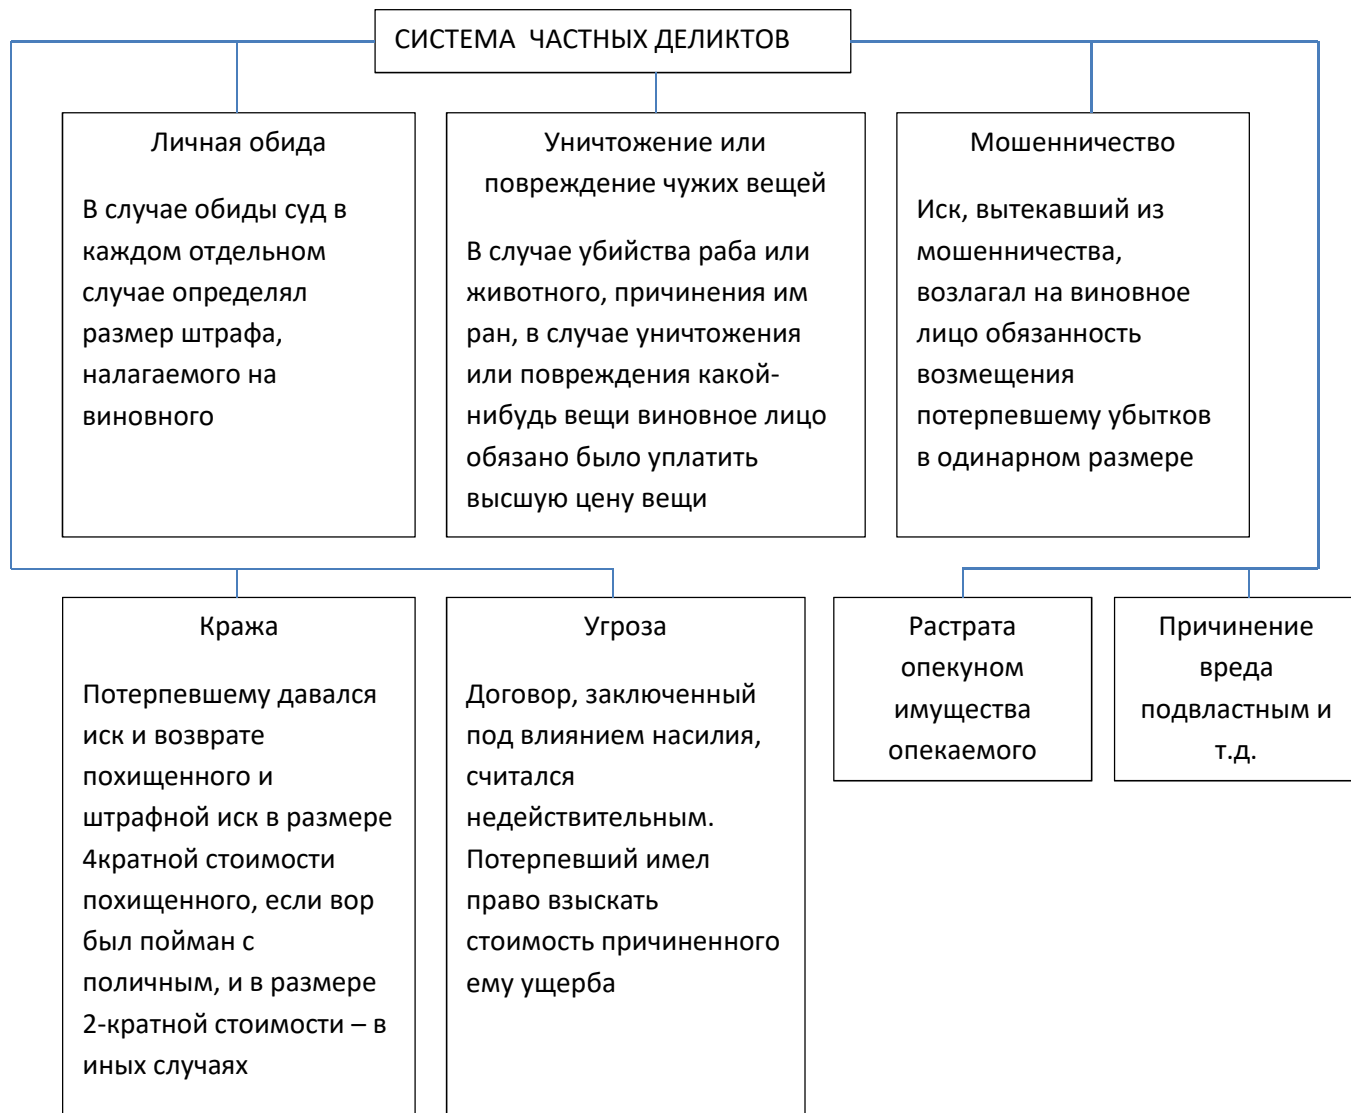 СИСТЕМА ЧАСТНЫХ ДЕЛИКТОВ
Личная обида
В случае обиды суд в
каждом отдельном
случае определял
размер штрафа,
налагаемого на
виновного
Уничтожение или
повреждение чужих вещей
В случае убийства раба или
животного, причинения им
ран, в случае уничтожения
или повреждения какой-
нибудь вещи виновное лицо
обязано было уплатить
высшую цену вещи
Мошенничество
Иск, вытекавший из
мошенничества,
возлагал на виновное
лицо обязанность
возмещения
потерпевшему убытков
в одинарном размере
Кража
Потерпевшему давался
иск и возврате
похищенного и
штрафной иск в размере
4кратной стоимости
похищенного, если вор
был пойман с
поличным, и в размере
2-кратной стоимости – в
иных случаях
Угроза
Договор, заключенный
под влиянием насилия,
считался
недействительным.
Потерпевший имел
право взыскать
стоимость причиненного
ему ущерба
Растрата
опекуном
имущества
опекаемого
Причинение
вреда
подвластным и
т.д.